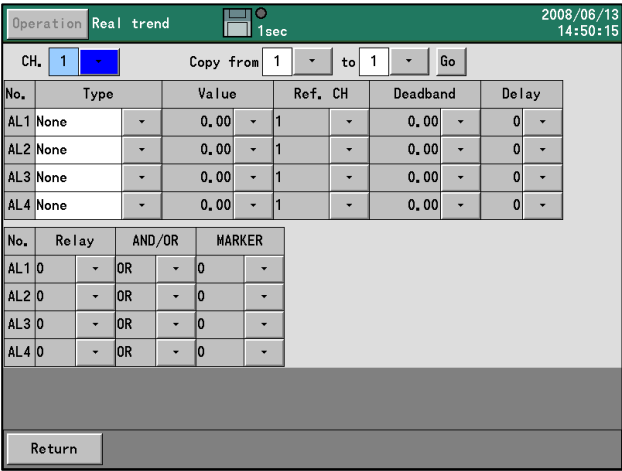 Operation Real trend 1sec 2008/06/13
14:50:15
CH. 1 Copy from 1 to 1 Go
No. Type Value Ref. CH Deadband Delay
AL1 None 0.00 1 0.00 0
AL2 None 0.00 1 0.00 0
AL3 None 0.00 1 0.00 0
AL4 None 0.00 1 0.00 0
No. Relay AND/OR MARKER
AL1 0 OR 0
AL2 0 OR 0
AL3 0 OR 0
AL4 0 OR 0
Return